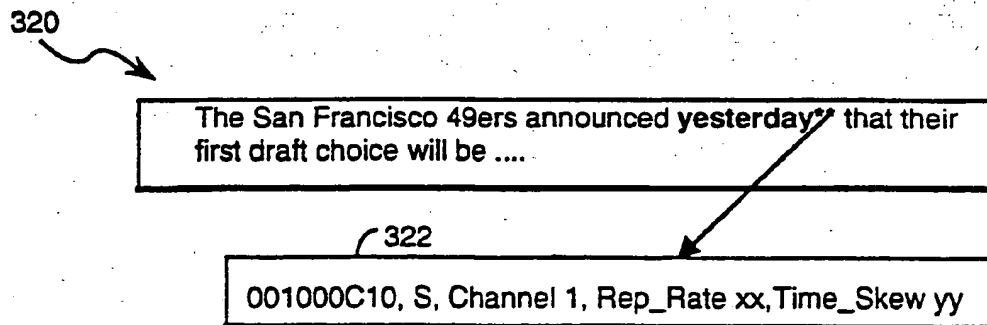 320
The San Francisco 49ers announced yesterday** that their
first draft choice will be ....
322
001000C10, S, Channel 1, Rep_Rate xx,Time_Skew yy